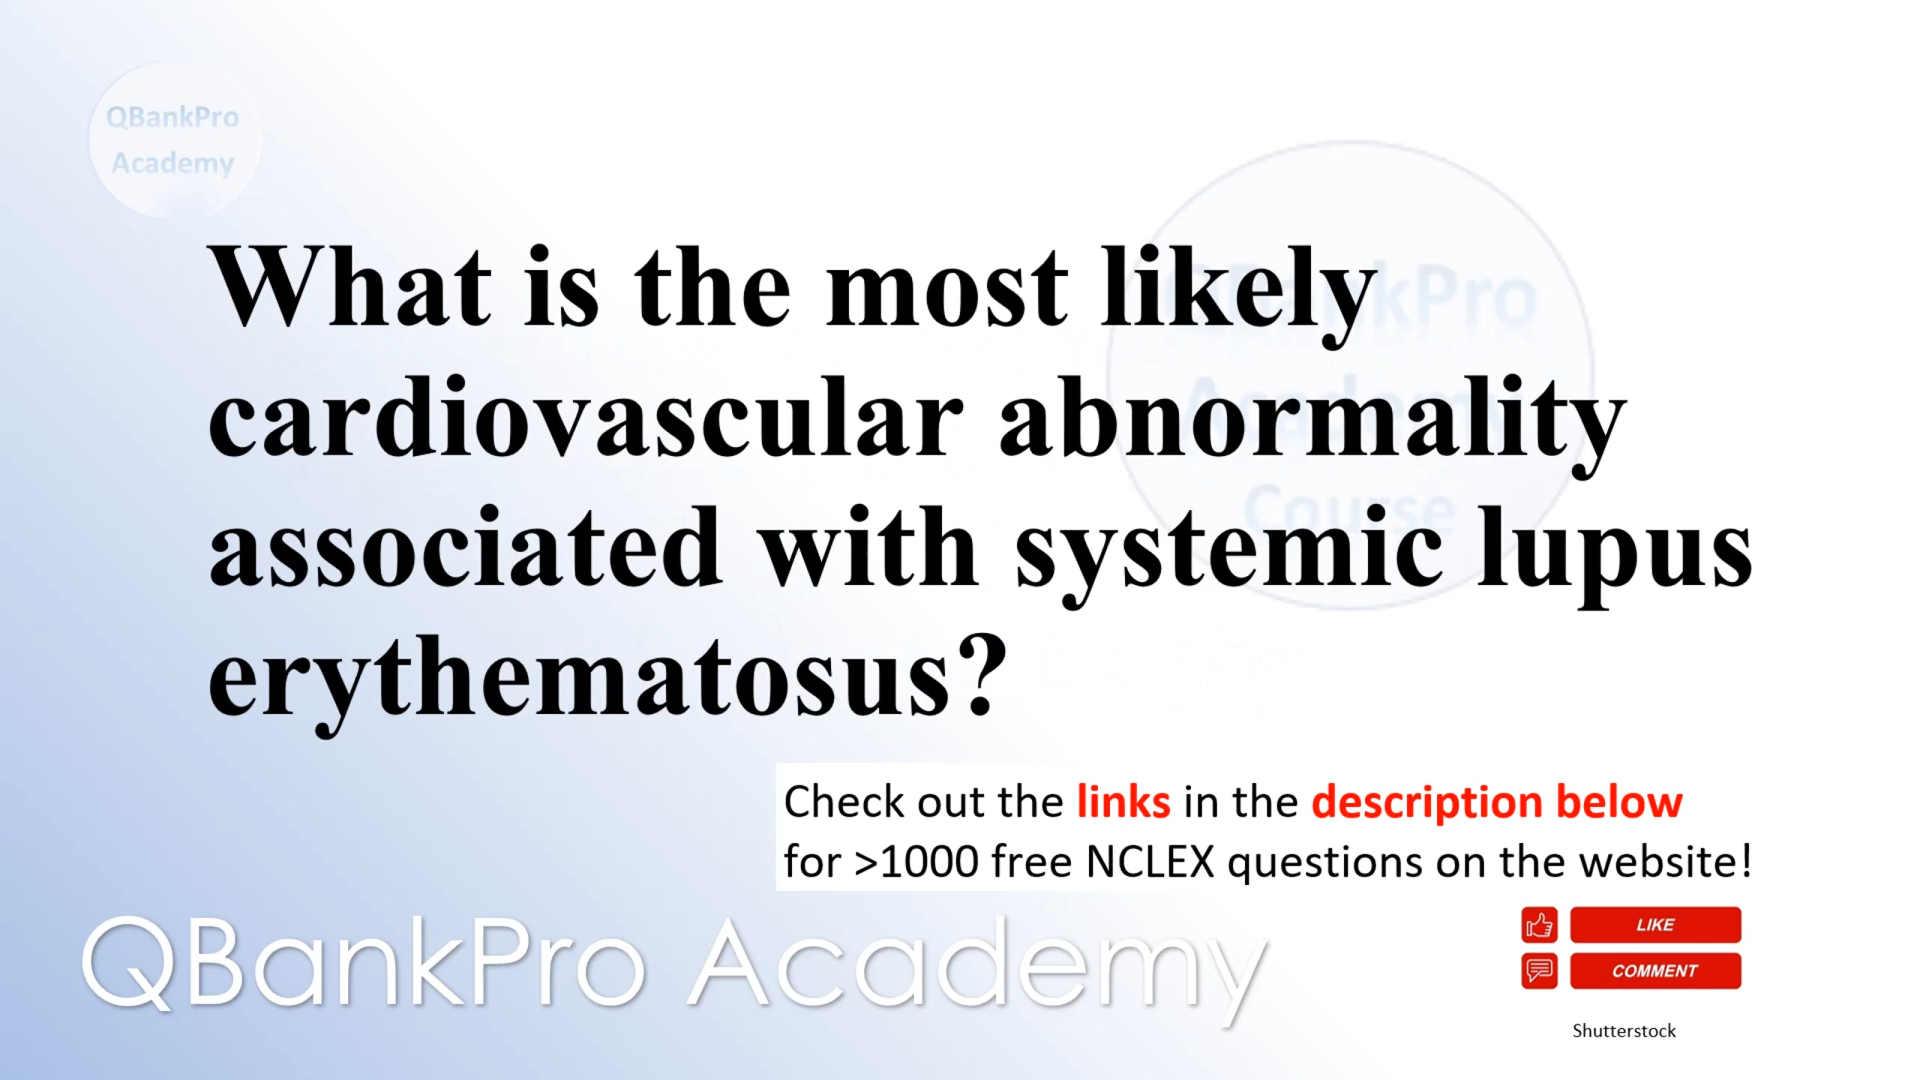 QBankPro
Academy
What is the most likely
cardiovascular abnormality
associated with systemic lupus
erythematosus?
Check out the links in the description below
for >1000 free NCLEX questions on the website!
QBankPro Academy
LIKE
COMMENT
Shutterstock